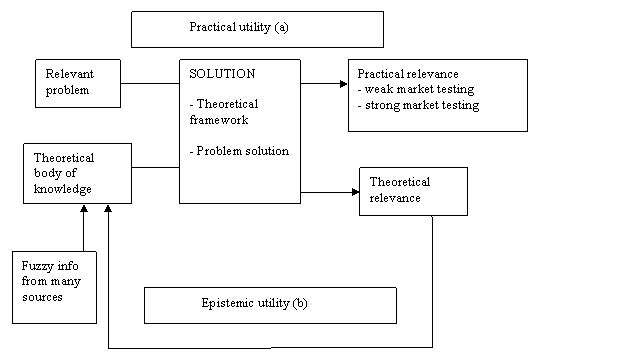 Practical utility (a)
Relevant
problem
SOLUTION
- Theoretical
framework
- Problem solution
Practical relevance
- weak market testing
- strong market testing
Theoretical
body of
knowledge
Theoretical
relevance
Fuzzy info
from many
sources
Epistemic utility (b)